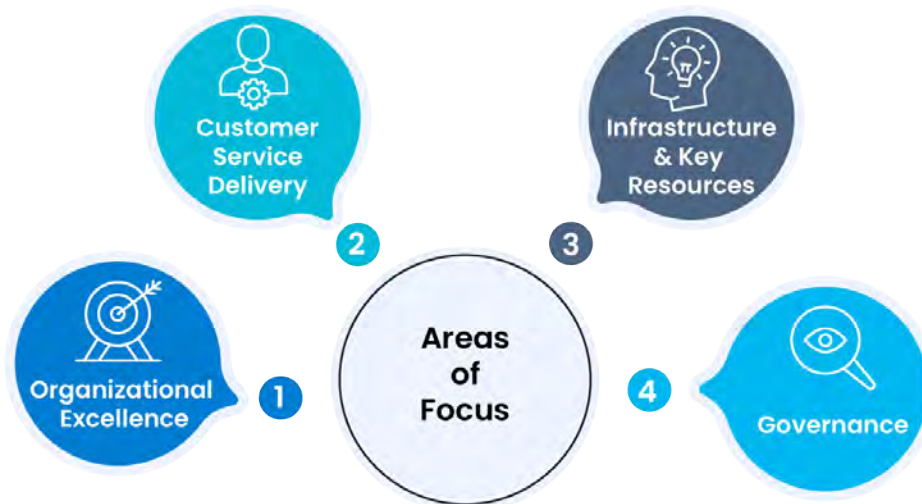 Customer
Service
Delivery
Infrastructure
& Key
Resources
2
3
Organizational
Excellence
1
Areas
of
Focus
4
Governance